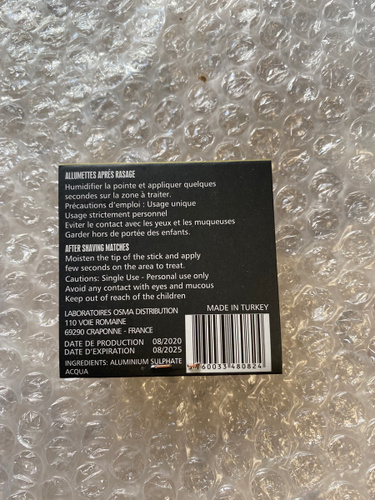 ALLUMETTES APRÉS RASAGE
Humidifier la pointe et appliquer quelques
secondes sur la zone à traiter.
Précautions d'emploi : Usage unique
Usage strictement personnel
Eviter le contact avec les yeux et les muqueuses
Garder hors de portée des enfants.
AFTER SHAVING MATCHES
Moisten the tip of the stick and apply
few seconds on the area to treat.
Cautions: Single Use - Personal use only
Avoid any contact with eyes and mucous
Keep out of reach of the children
LABORATOIRES OSMA DISTRIBUTION
110 VOIE ROMAINE
69290 CRAPONNE - FRANCE
MADE IN TURKEY
DATE DE PRODUCTION 08/2020
DATE D'EXPIRATION 08/2025
INGREDIENTS: ALUMINIUM SULPHATE
ACQUA
60033 480824